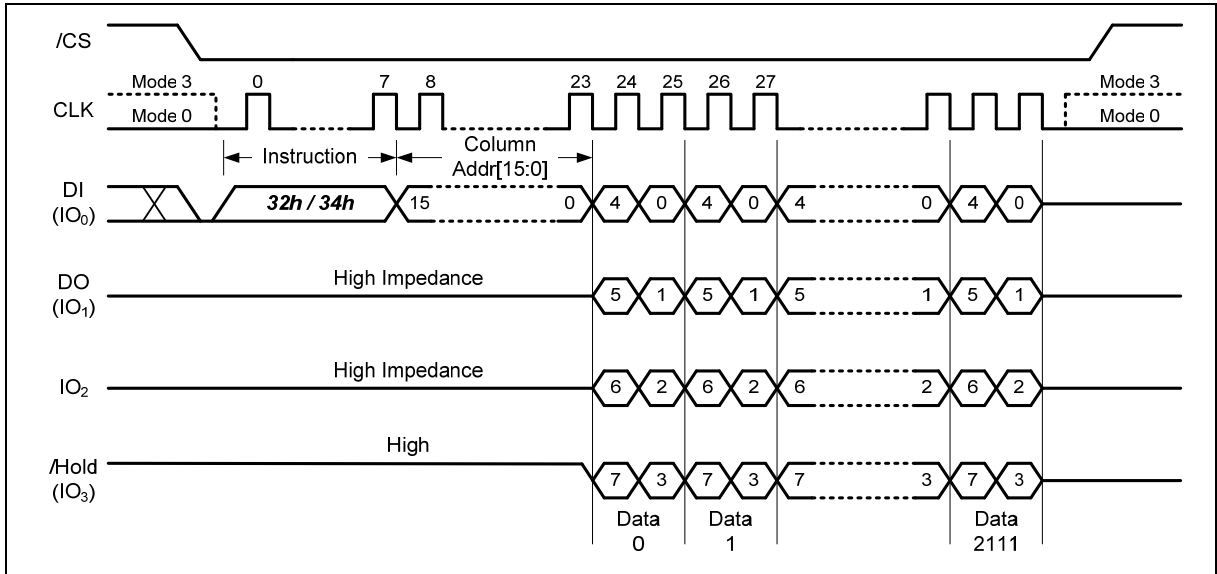 /CS
Mode 3 0 7 8 23 24 25 26 27 Mode 3
CLK
Mode 0 Mode 0
Instruction Column
Addr[15:0]
DI
(IO₀)
32h / 34h 15 0 4 0 4 0 4 0 4 0
High Impedance
DO
(IO₁)
5 1 5 1 5 1 5 1
High Impedance
IO₂ 6 2 6 2 6 2 6 2
High
/Hold
(IO₃)
7 3 7 3 7 3 7 3
Data Data Data
0 1 2111